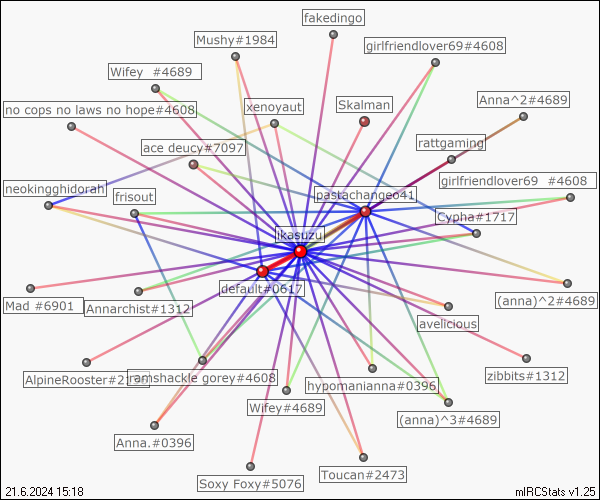 fakedingo
Mushy#1984
girlfriendlover69#4608
Wifey  #4689
no cops no laws no hope#4608
xenoyaut
Skalman
Anna^2#4689
ace deucy#7097
rattgaming
neokingghidorah
frisout
pastachangeo41
girlfriendlover69  #4608
Cypha#1717
ikasuzu
default#0617
Mad #6901
Annarchist#1312
(anna)^2#4689
avelicious
AlpineRooster#2
ramshackle gorey#4608
hypomanianna#0396
zibbits#1312
Wifey#4689
(anna)^3#4689
Anna.#0396
Soxy Foxy#5076
Toucan#2473
21.6.2024 15:18
mIRCStats v1.25